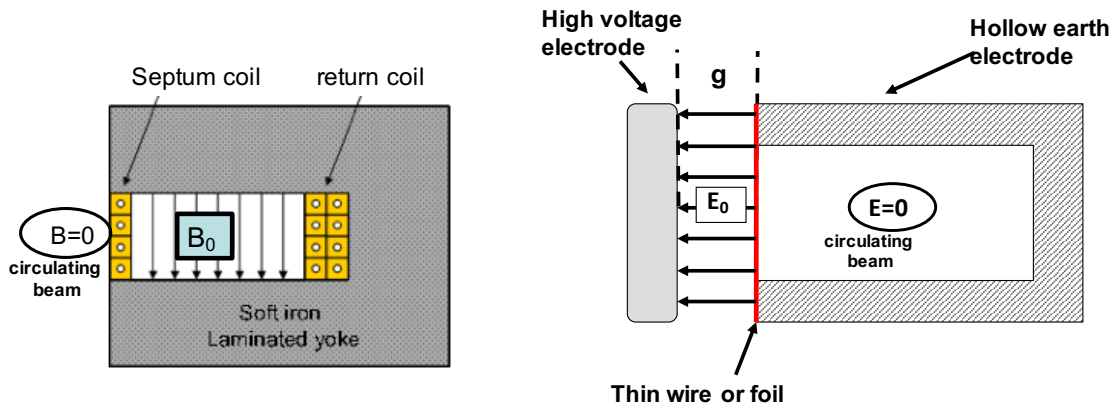 Septum coil
return coil
B=0
circulating
beam
B0
Soft iron
Laminated yoke
High voltage
electrode
g
Hollow earth
electrode
E0
E=0
circulating
beam
Thin wire or foil